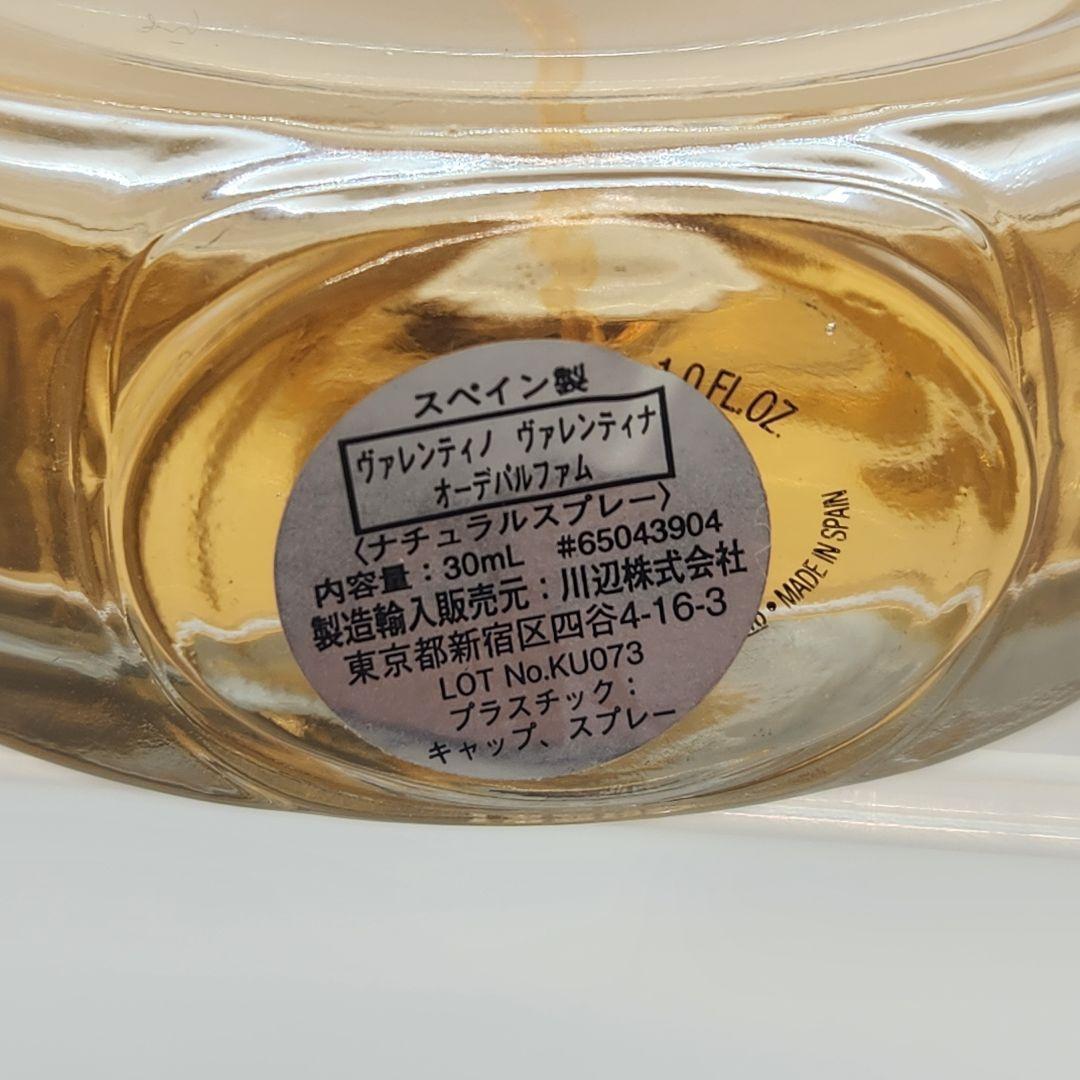 スペイン製
ヴァレンティノ ヴァレンティナ
オーデパルファム
〈ナチュラルスプレー〉
内容量：30mL #65043904
製造輸入販売元：川辺株式会社
東京都新宿区四谷4-16-3
LOT No.KU073
プラスチック：
キャップ、スプレー
1.0 FL.OZ.
• MADE IN SPAIN